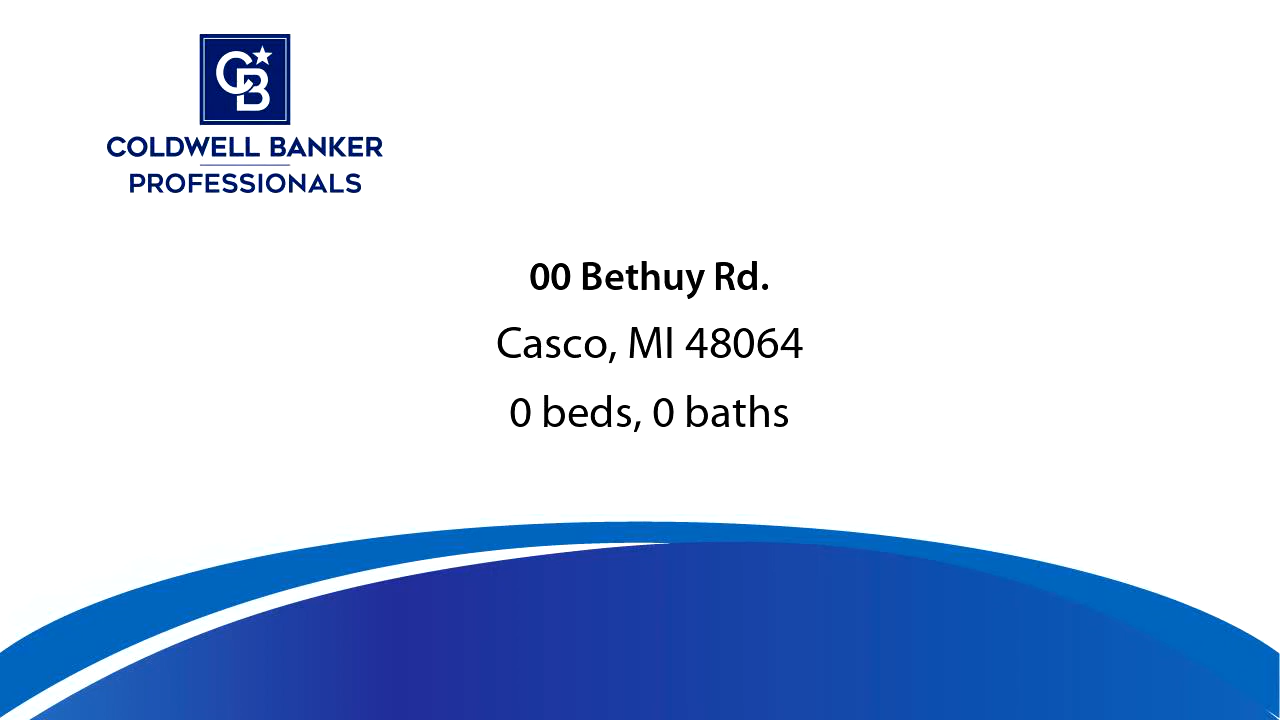 CB
COLDWELL BANKER
PROFESSIONALS
00 Bethuy Rd.
Casco, MI 48064
0 beds, 0 baths